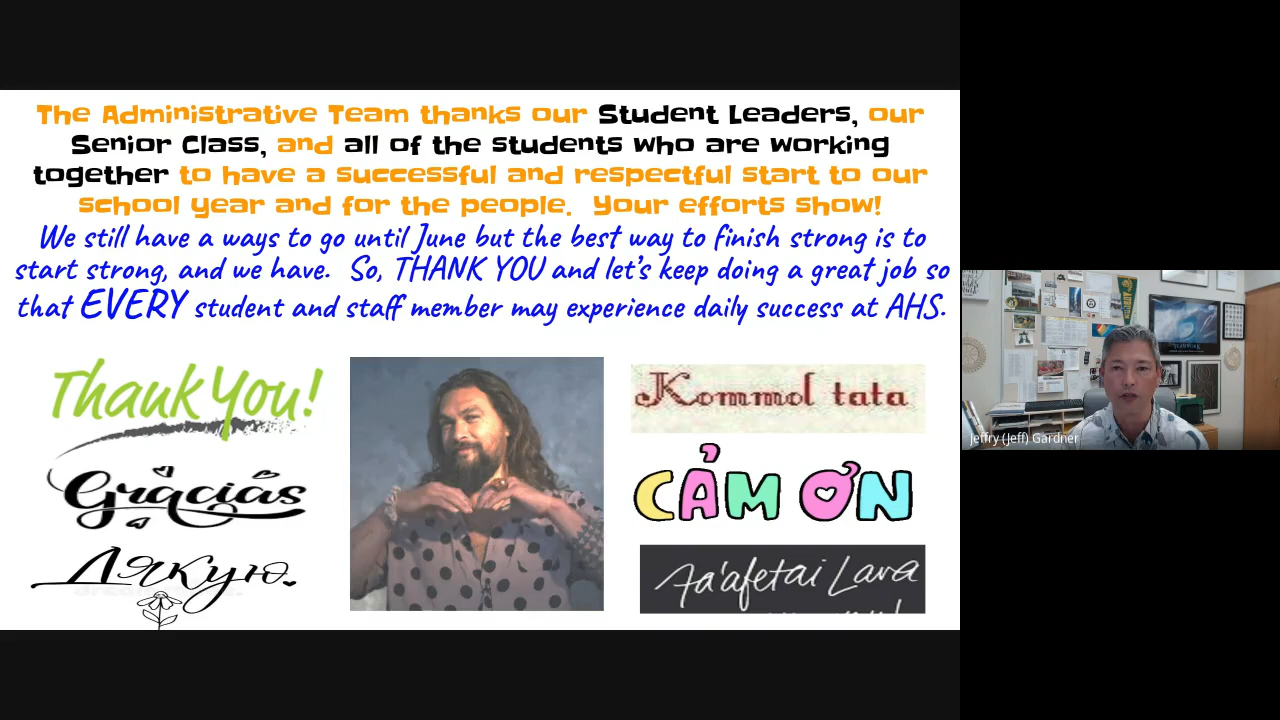 The Administrative Team thanks our Student Leaders, our
Senior Class, and all of the students who are working
together to have a successful and respectful start to our
school year and for the people. Your efforts show!
We still have a ways to go until June but the best way to finish strong is to
start strong, and we have. So, THANK YOU and let's keep doing a great job so
that EVERY student and staff member may experience daily success at AHS.
Thank You!
Gracias
Дякую
Kommol tata
CẢM ƠN
Fa'afetai Lava
Jeffry (Jeff) Gardner
TEAMWORK